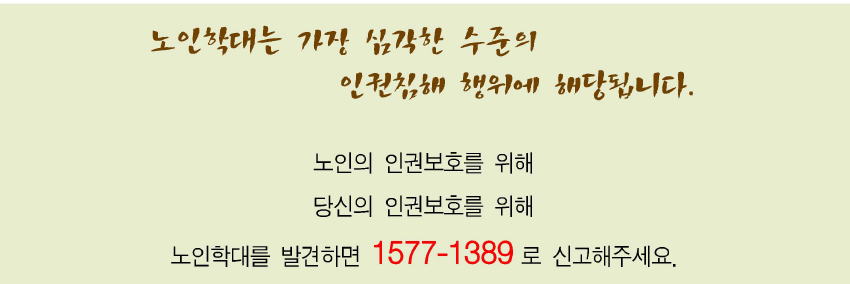 노인학대는 가장 심각한 수준의
인권침해 행위에 해당됩니다.
노인의 인권보호를 위해
당신의 인권보호를 위해
노인학대를 발견하면 1577-1389 로 신고해주세요.